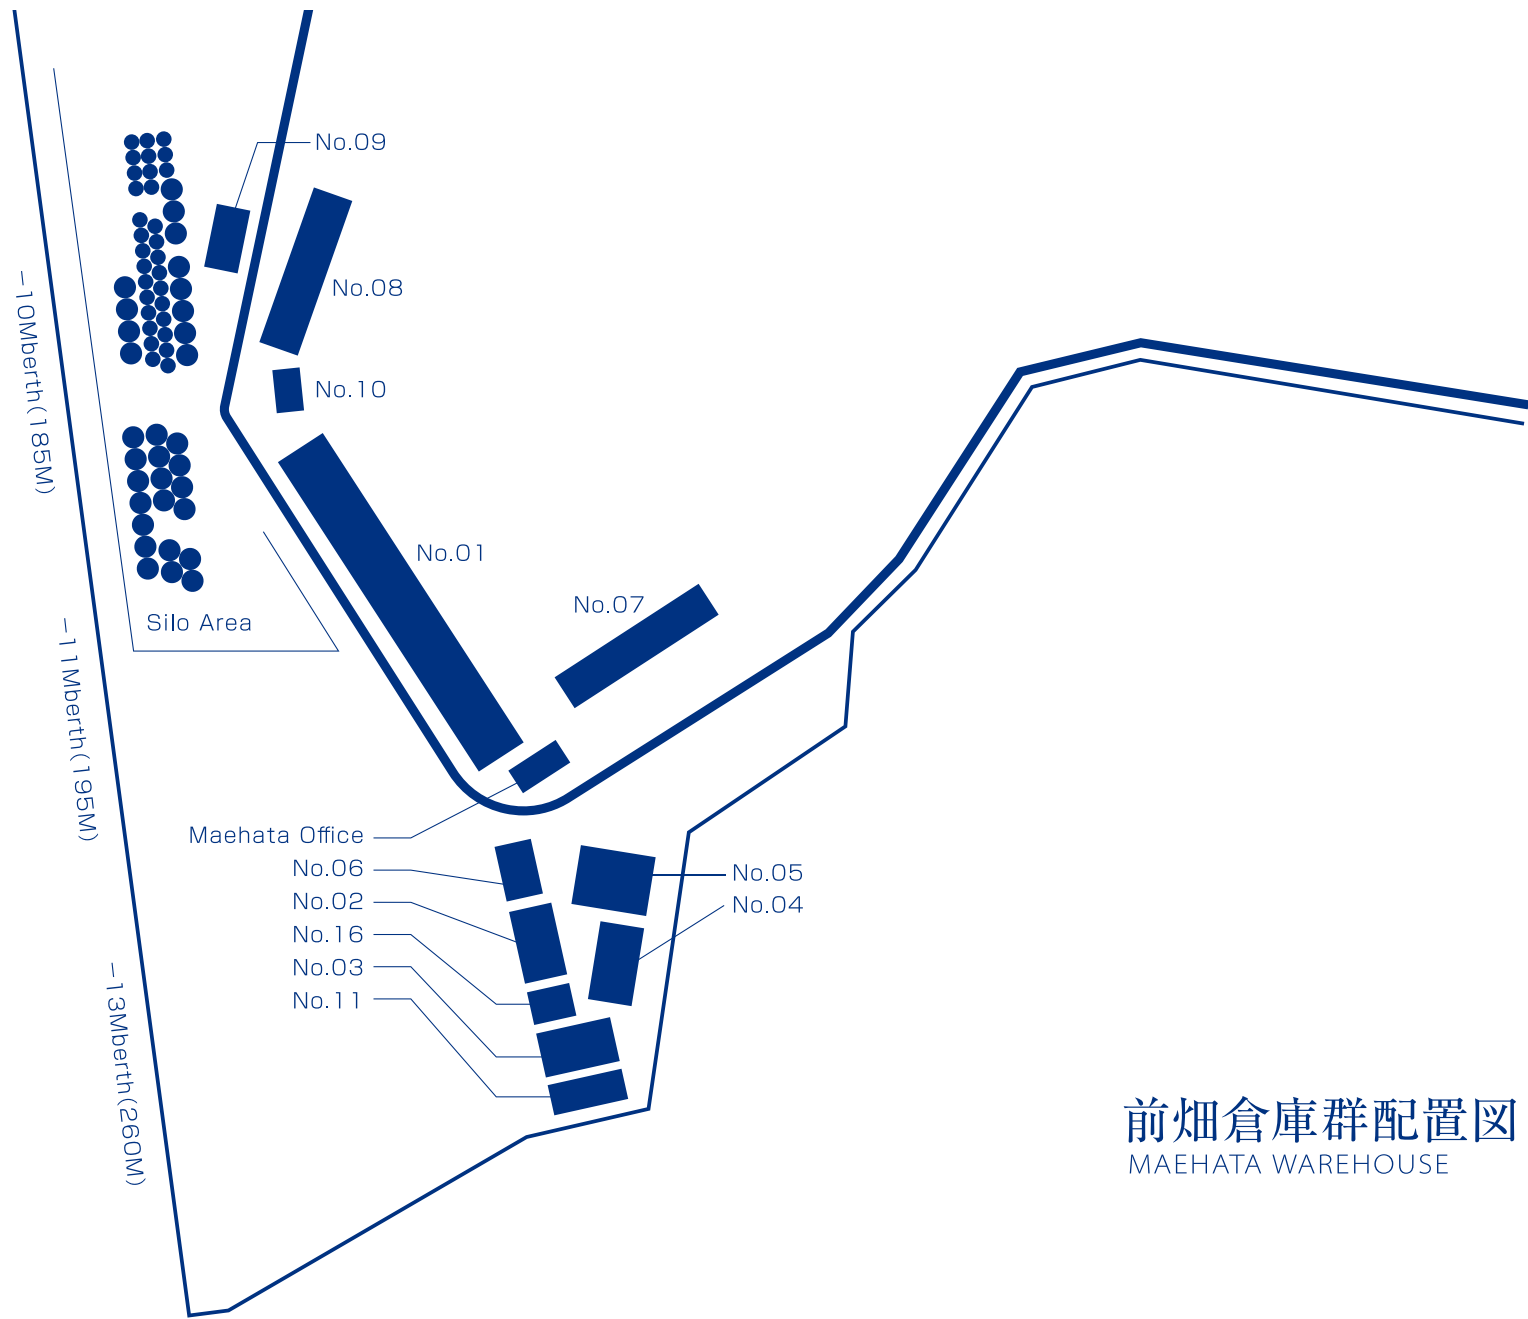 No.09
No.08
No.10
−10Mberth(185M)
No.01
No.07
Silo Area
−11Mberth(195M)
Maehata Office
No.06
No.02
No.16
No.03
No.11
No.05
No.04
−13Mberth(260M)
前畑倉庫群配置図
MAEHATA WAREHOUSE